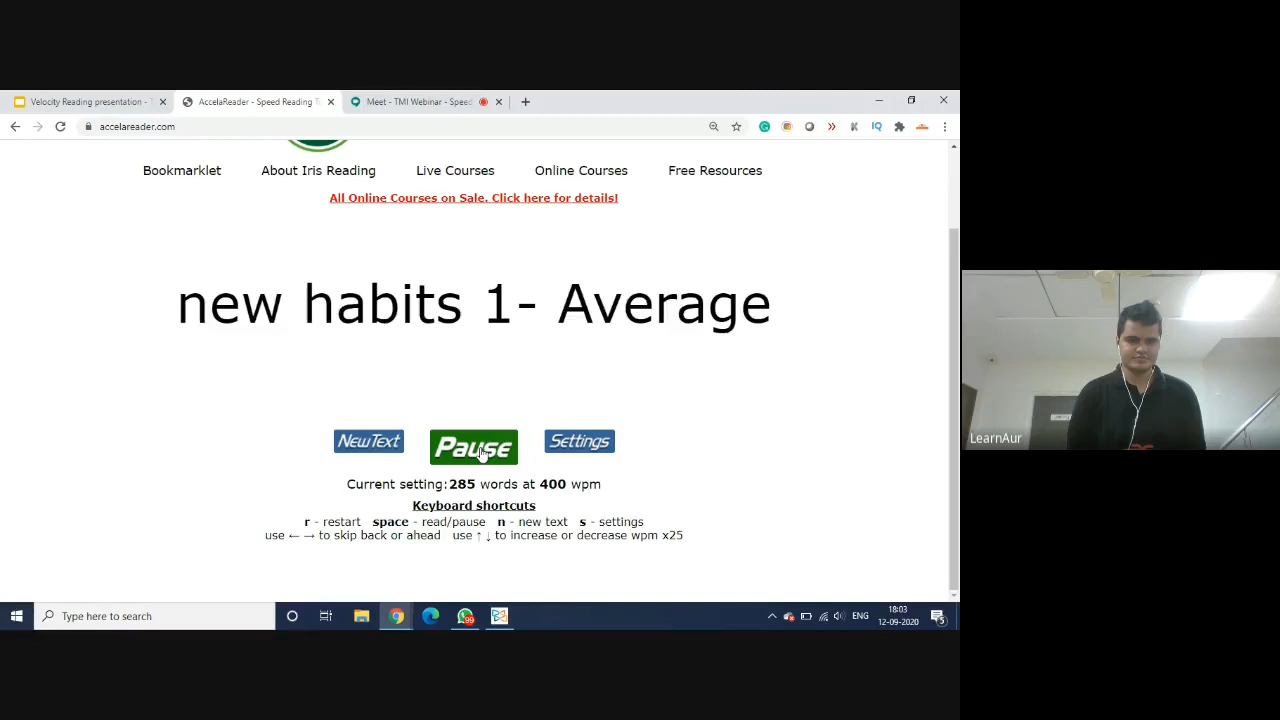 Velocity Reading presentation - T
AccelaReader - Speed Reading T
Meet - TMI Webinar - Speed
accelareader.com
Bookmarklet About Iris Reading Live Courses Online Courses Free Resources
All Online Courses on Sale. Click here for details!
new habits 1- Average
NewText Pause Settings
Current setting:285 words at 400 wpm
Keyboard shortcuts
r - restart space - read/pause n - new text s - settings
use ← → to skip back or ahead use ↑ ↓ to increase or decrease wpm x25
LearnAur
Type here to search
99
ENG
18:03
12-09-2020
5